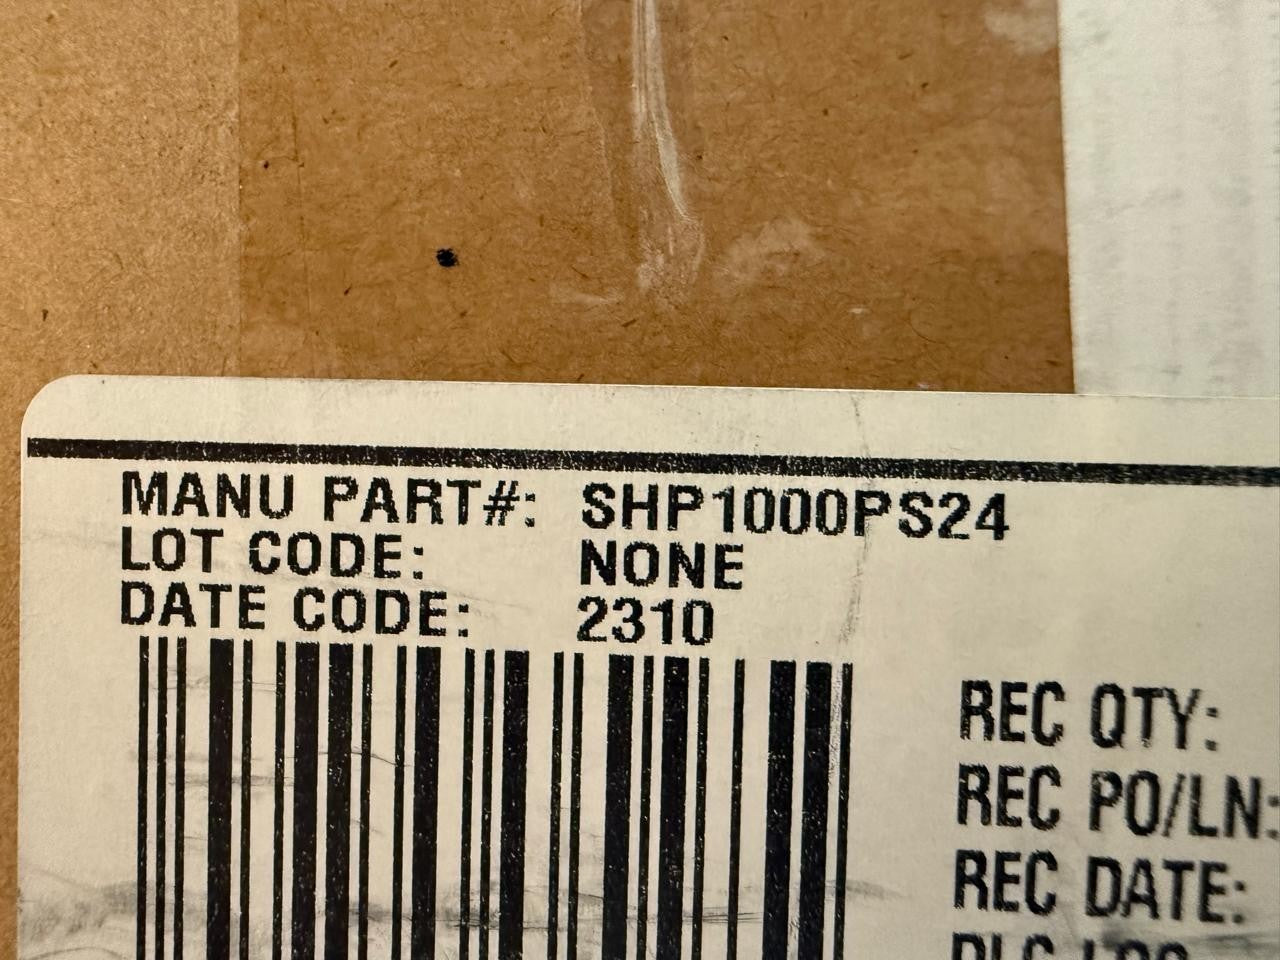 MANU PART#: SHP1000PS24
LOT CODE: NONE
DATE CODE: 2310
REC QTY:
REC PO/LN:
REC DATE: